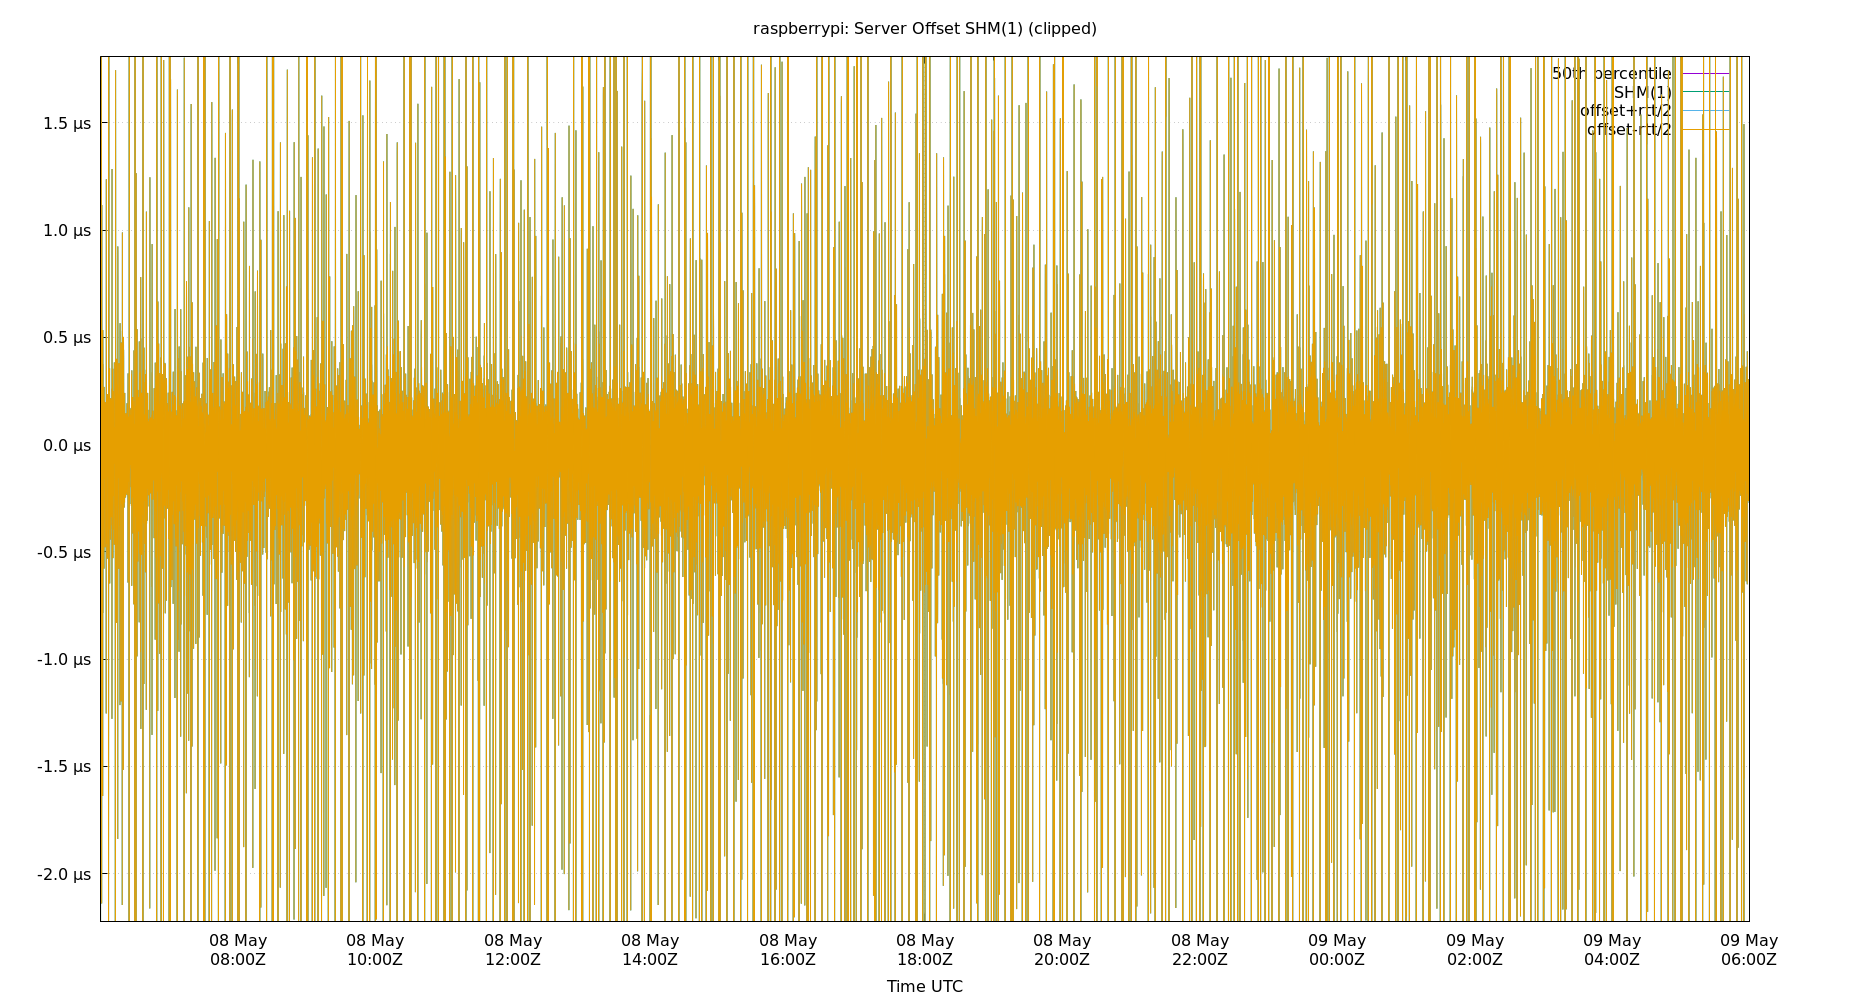 raspberrypi: Server Offset SHM(1) (clipped)
50th percentile
SHM(1)
offset+rtt/2
offset-rtt/2
1.5 µs
1.0 µs
0.5 µs
0.0 µs
-0.5 µs
-1.0 µs
-1.5 µs
-2.0 µs
08 May 08 May 08 May 08 May 08 May 08 May 08 May 08 May 09 May 09 May 09 May 09 May
08:00Z 10:00Z 12:00Z 14:00Z 16:00Z 18:00Z 20:00Z 22:00Z 00:00Z 02:00Z 04:00Z 06:00Z
Time UTC